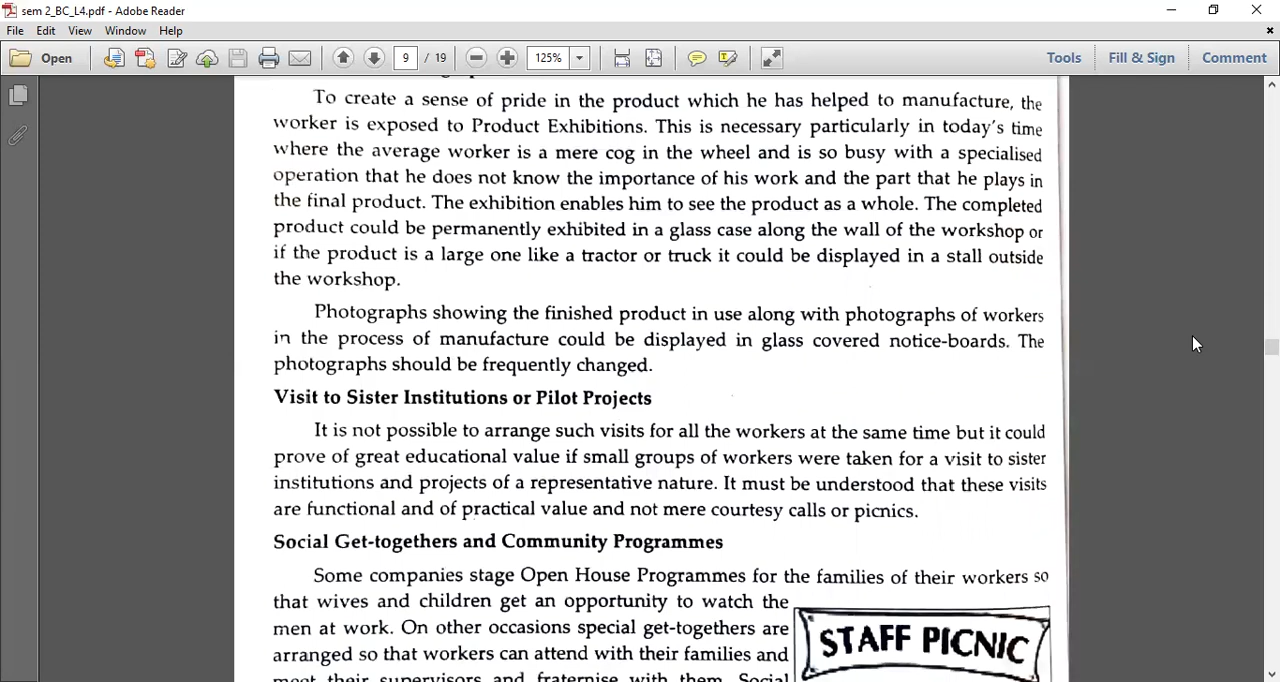 sem 2_BC_L4.pdf - Adobe Reader
File Edit View Window Help
Open 9 / 19 125% Tools Fill & Sign Comment
To create a sense of pride in the product which he has helped to manufacture, the
worker is exposed to Product Exhibitions. This is necessary particularly in today's time
where the average worker is a mere cog in the wheel and is so busy with a specialised
operation that he does not know the importance of his work and the part that he plays in
the final product. The exhibition enables him to see the product as a whole. The completed
product could be permanently exhibited in a glass case along the wall of the workshop or
if the product is a large one like a tractor or truck it could be displayed in a stall outside
the workshop.
Photographs showing the finished product in use along with photographs of workers
in the process of manufacture could be displayed in glass covered notice-boards. The
photographs should be frequently changed.
Visit to Sister Institutions or Pilot Projects
It is not possible to arrange such visits for all the workers at the same time but it could
prove of great educational value if small groups of workers were taken for a visit to sister
institutions and projects of a representative nature. It must be understood that these visits
are functional and of practical value and not mere courtesy calls or picnics.
Social Get-togethers and Community Programmes
Some companies stage Open House Programmes for the families of their workers so
that wives and children get an opportunity to watch the
men at work. On other occasions special get-togethers are
arranged so that workers can attend with their families and
meet their supervisors and fraternise with them. Social
STAFF PICNIC